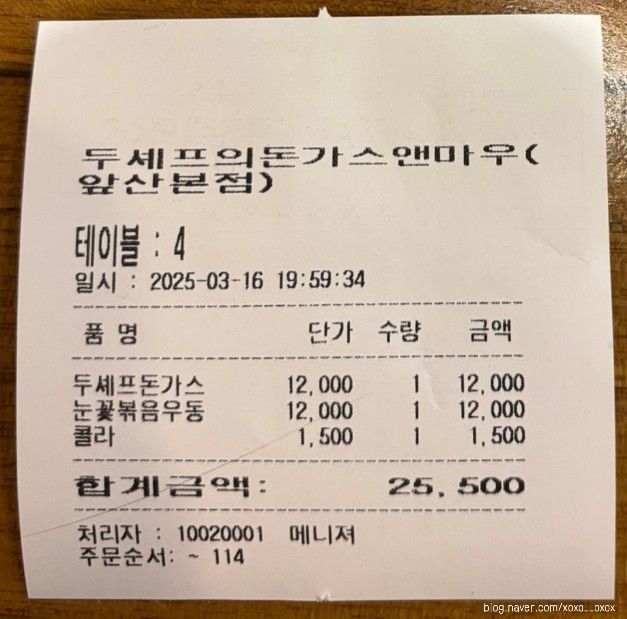 두셰프의돈가스앤마우(
앞산본점)
테이블 : 4
일시 : 2025-03-16 19:59:34
품 명 단가 수량 금액
두셰프돈가스 12,000 1 12,000
눈꽃볶음우동 12,000 1 12,000
콜라 1,500 1 1,500
합계금액: 25,500
처리자 : 10020001 메니져
주문순서: ~ 114
blog.naver.com/xoxo__oxox